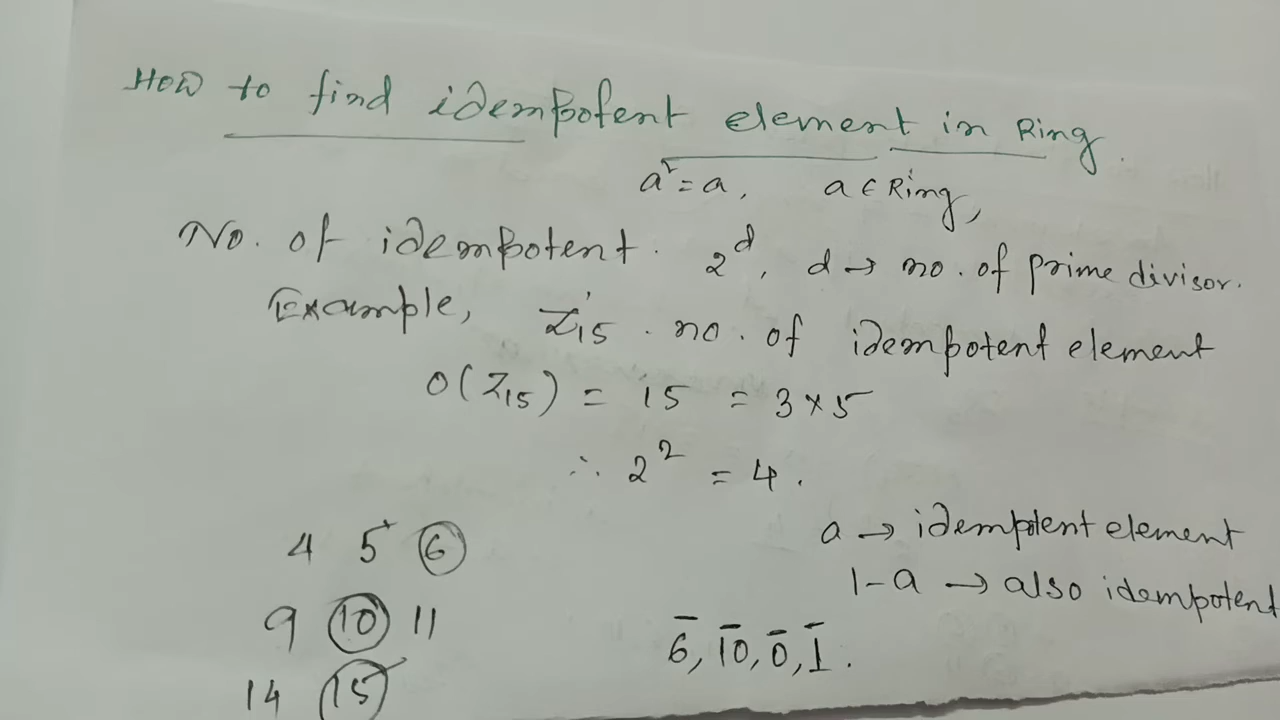 How to find idempotent element in Ring.
a² = a, a ∈ Ring,
No. of idempotent. 2^d, d → no. of prime divisor.
Example, Z15. no. of idempotent element
O(Z15) = 15 = 3 × 5
∴ 2² = 4.
a → idempotent element
1-a → also idempotent
4 5 6
9 10 11
14 15
6̄, 1̄0̄, 0̄, 1̄.